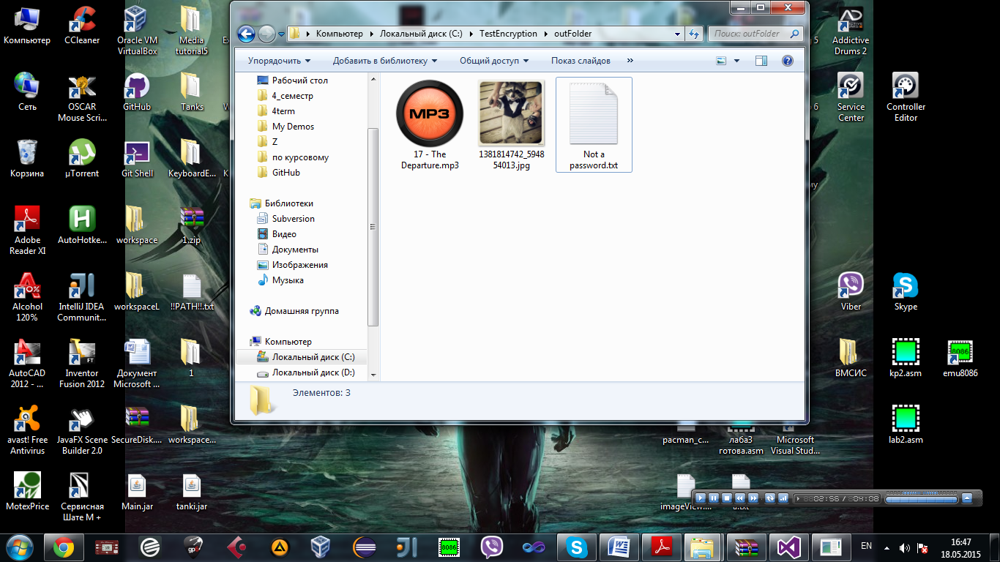 Компьютер
CCleaner
Oracle VM
VirtualBox
Media
tutorial5
Сеть
OSCAR
Mouse Scri...
GitHub
Tanks
Корзина
µTorrent
Git Shell
KeyboardE...
Adobe
Reader XI
AutoHotke...
workspace
1.zip
Alcohol
120%
IntelliJ IDEA
Communit...
workspaceL
!!PATH!!.txt
AutoCAD
2012 - ...
Inventor
Fusion 2012
Документ
Microsoft ...
1
avast! Free
Antivirus
JavaFX Scene
Builder 2.0
SecureDisk....
workspace...
MotexPrice
Сервисная
Шате М +
Main.jar
tanki.jar
Компьютер
Локальный диск (C:)
TestEncryption
outFolder
Поиск: outFolder
Упорядочить
Добавить в библиотеку
Общий доступ
Показ слайдов
»
Рабочий стол
4_семестр
4term
My Demos
Z
по курсовому
GitHub
Библиотеки
Subversion
Видео
Документы
Изображения
Музыка
Домашняя группа
Компьютер
Локальный диск (C:)
Локальный диск (D:)
MP3
17 - The
Departure.mp3
1381814742_5948
54013.jpg
Not a
password.txt
Элементов: 3
Addictive
Drums 2
Service
Center
Controller
Editor
Viber
Skype
ВМСИС
kp2.asm
8086
emu8086
pacman_c...
лаба3
готова.asm
Microsoft
Visual Stud...
lab2.asm
imageView...
02:56 / 04:08
8086
EN
16:47
18.05.2015